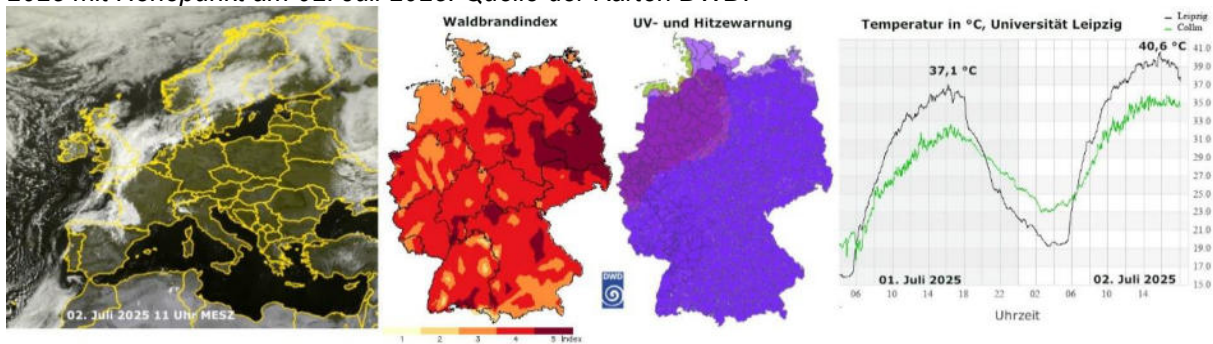 2025 mit Höhepunkt am 02. Juli 2025. Quelle der Karten DWD.
02. Juli 2025 11 Uhr MESZ
Waldbrandindex
1 2 3 4 5 Index
UV- und Hitzewarnung
DWD
Temperatur in °C, Universität Leipzig
Leipzig
Collm
37,1 °C
40,6 °C
41.0
39.0
37.0
35.0
33.0
31.0
29.0
27.0
25.0
23.0
21.0
19.0
17.0
15.0
01. Juli 2025
02. Juli 2025
06 10 14 18 22 02 06 10 14
Uhrzeit